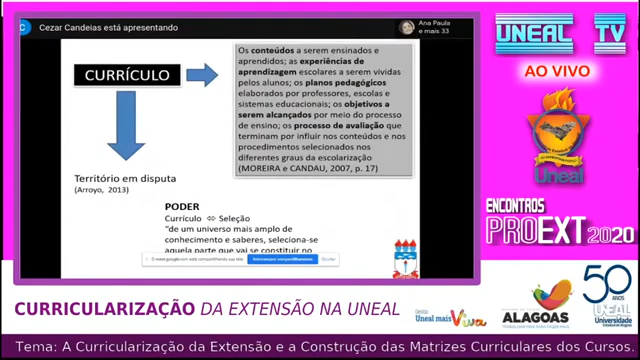 Cezar Candeias está apresentando
Ana Paula
e mais 33
CURRÍCULO
Os conteúdos a serem ensinados e
aprendidos; as experiências de
aprendizagem escolares a serem vividas
pelos alunos; os planos pedagógicos
elaborados por professores, escolas e
sistemas educacionais; os objetivos a
serem alcançados por meio do processo
de ensino; os processo de avaliação que
terminam por influir nos conteúdos e nos
procedimentos selecionados nos
diferentes graus da escolarização
(MOREIRA e CANDAU, 2007, p. 17)
Território em disputa
(Arroyo, 2013)
PODER
Currículo ⇔ Seleção
"de um universo mais amplo de
conhecimento e saberes, seleciona-se
aquela parte que vai se constituir no
UNEAL TV
AO VIVO
Uneal
ENCONTROS
PROEXT 2020
CURRICULARIZAÇÃO DA EXTENSÃO NA UNEAL
Uneal mais Viva
ALAGOAS
50
ANOS
UNEAL
Universidade
Tema: A Curricularização da Extensão e a Construção das Matrizes Curriculares dos Cursos.